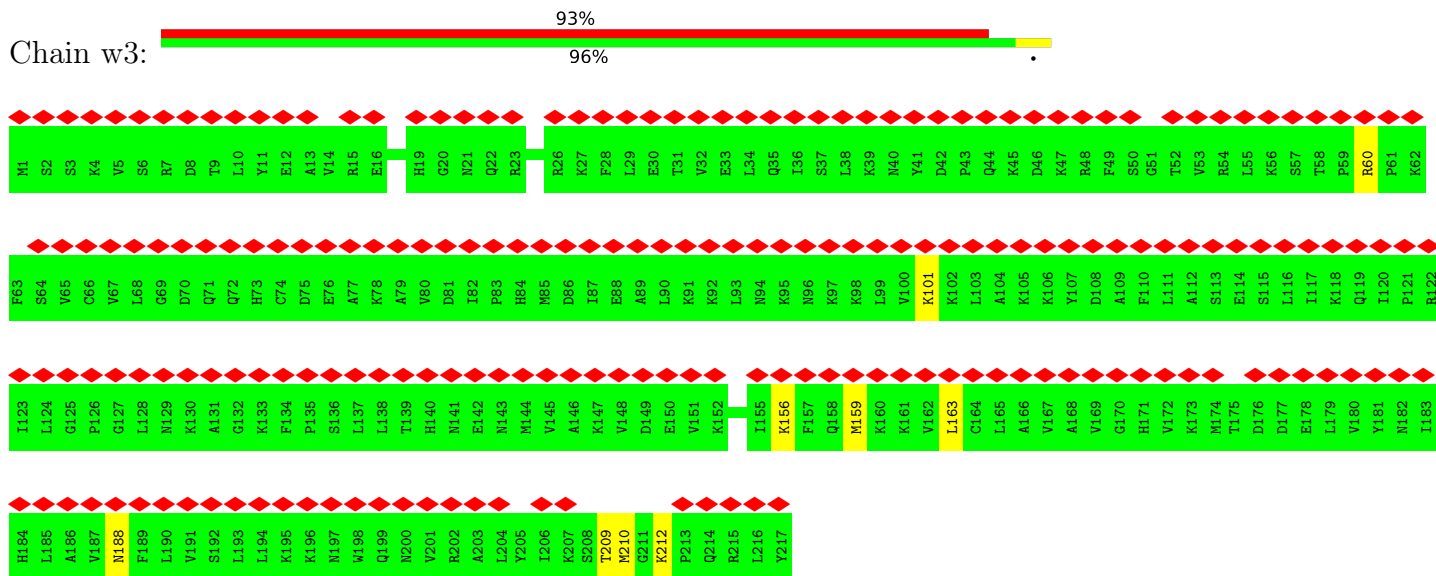 93%
Chain w3:
96% .
M1 S2 S3 K4 V5 S6 R7 D8 T9 L10 Y11 E12 A13 V14 R15 E16 H19 G20 N21 Q22 R23 R26 K27 F28 L29 E30 T31 V32 E33 L34 Q35 I36 S37 L38 K39 N40 Y41 D42 P43 Q44 K45 D46 K47 R48 F49 S50 G51 T52 V53 R54 L55 K56 S57 T58 P59 R60 P61 K62
F63 S64 V65 C66 V67 L68 G69 D70 Q71 Q72 H73 C74 D75 E76 A77 K78 A79 V80 D81 I82 P83 H84 M85 D86 I87 E88 A89 L90 K91 K92 L93 N94 K95 N96 K97 K98 L99 V100 K101 K102 L103 A104 K105 K106 Y107 D108 A109 F110 L111 A112 S113 E114 S115 L116 I117 K118 Q119 I120 P121 R122
I123 L124 G125 P126 G127 L128 N129 K130 A131 G132 K133 F134 P135 S136 L137 L138 T139 H140 N141 E142 N143 M144 V145 A146 K147 V148 D149 E150 V151 K152 I155 K156 F157 Q158 M159 K160 K161 V162 L163 C164 L165 A166 V167 A168 V169 G170 H171 V172 K173 M174 T175 D176 D177 E178 L179 V180 Y181 N182 I183
H184 L185 A186 V187 N188 F189 L190 V191 S192 L193 L194 K195 K196 N197 W198 Q199 N200 V201 R202 A203 L204 Y205 I206 K207 S208 T209 M210 G211 K212 P213 Q214 R215 L216 Y217